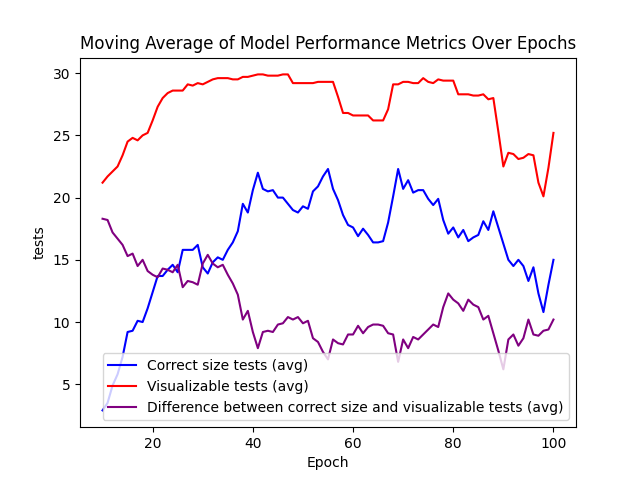 Moving Average of Model Performance Metrics Over Epochs
30
25
20
15
10
5
tests
Correct size tests (avg)
Visualizable tests (avg)
Difference between correct size and visualizable tests (avg)
20 40 60 80 100
Epoch